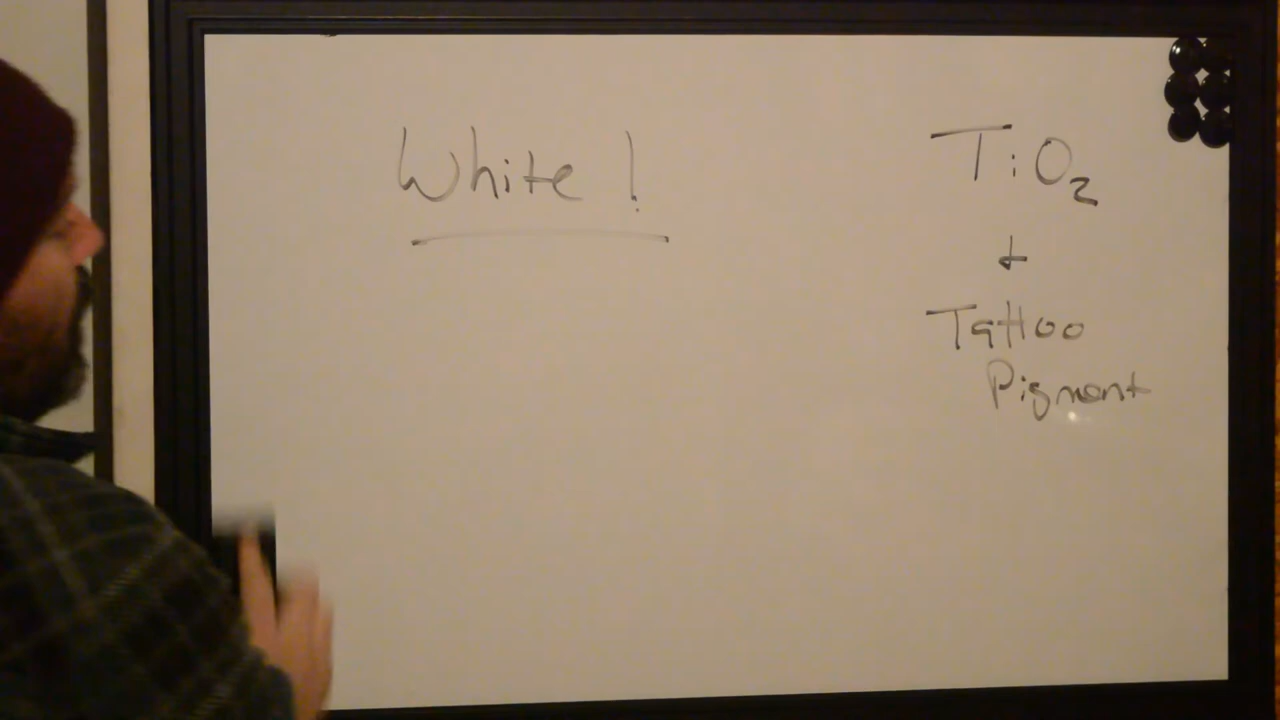 White!
TiO₂
+
Tattoo
Pigment